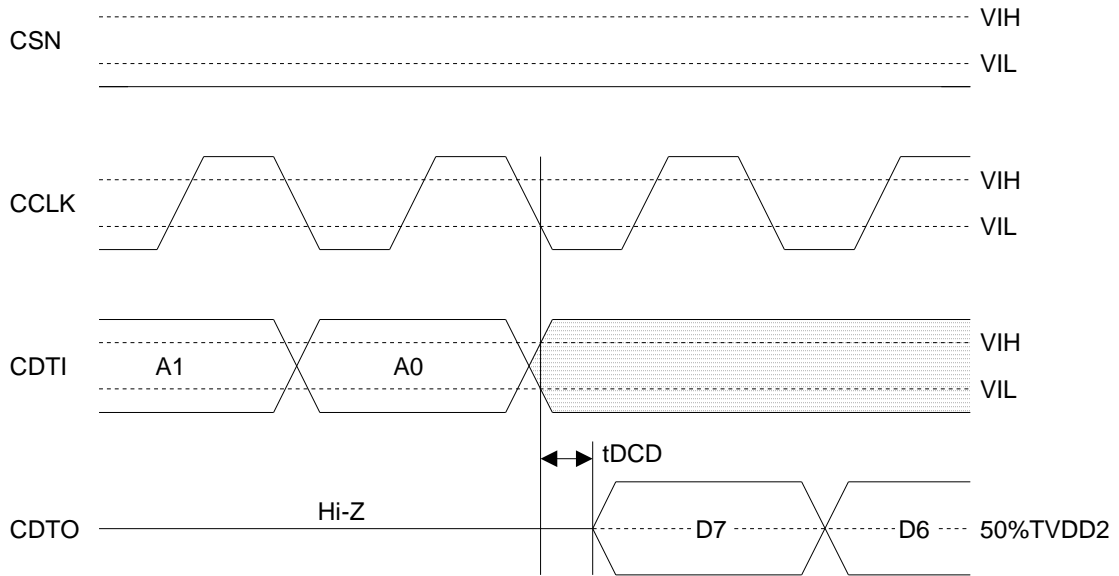 CSN
VIH
VIL
CCLK
VIH
VIL
CDTI
A1
A0
VIH
VIL
tDCD
CDTO
Hi-Z
D7
D6
50%TVDD2